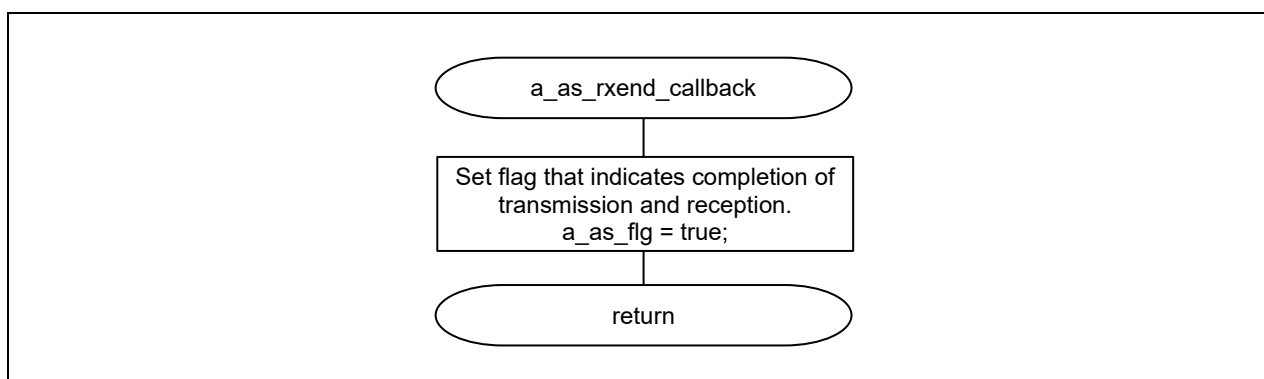 a_as_rxend_callback
Set flag that indicates completion of
transmission and reception.
a_as_flg = true;
return